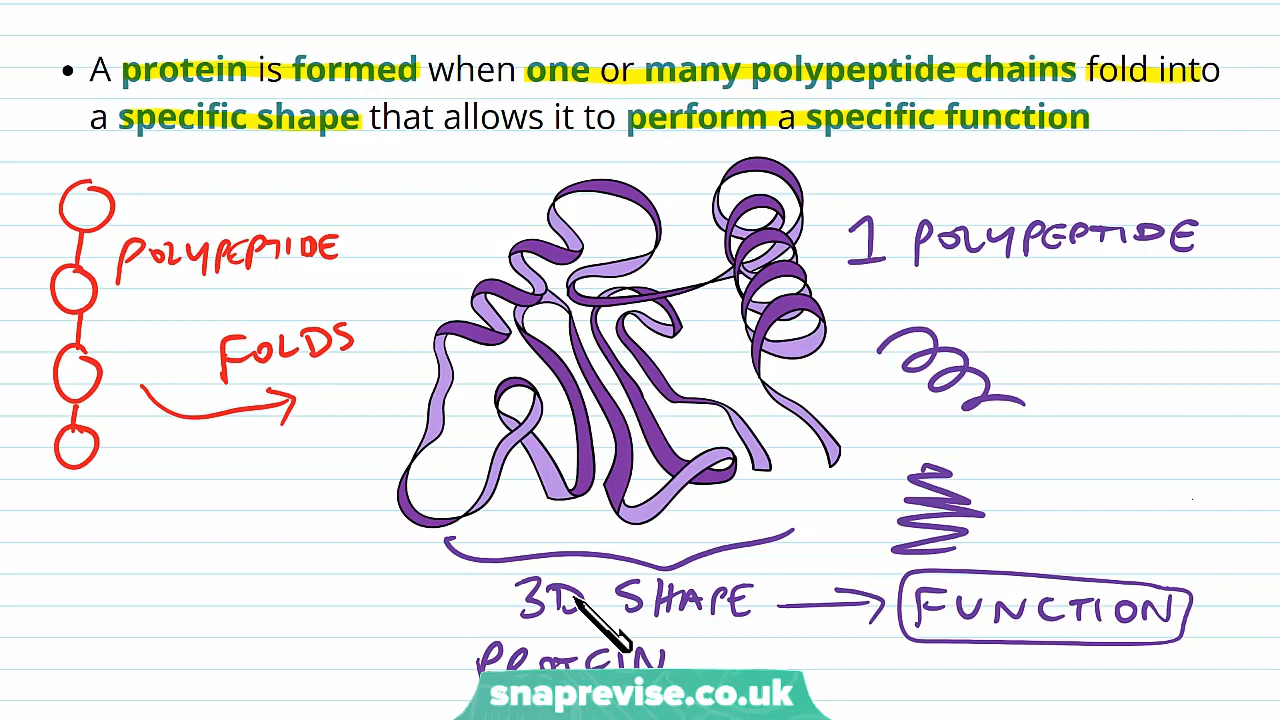 • A protein is formed when one or many polypeptide chains fold into
a specific shape that allows it to perform a specific function
POLYPEPTIDE
1 POLYPEPTIDE
FOLDS
3D SHAPE → FUNCTION
PROTEIN
snaprevise.co.uk